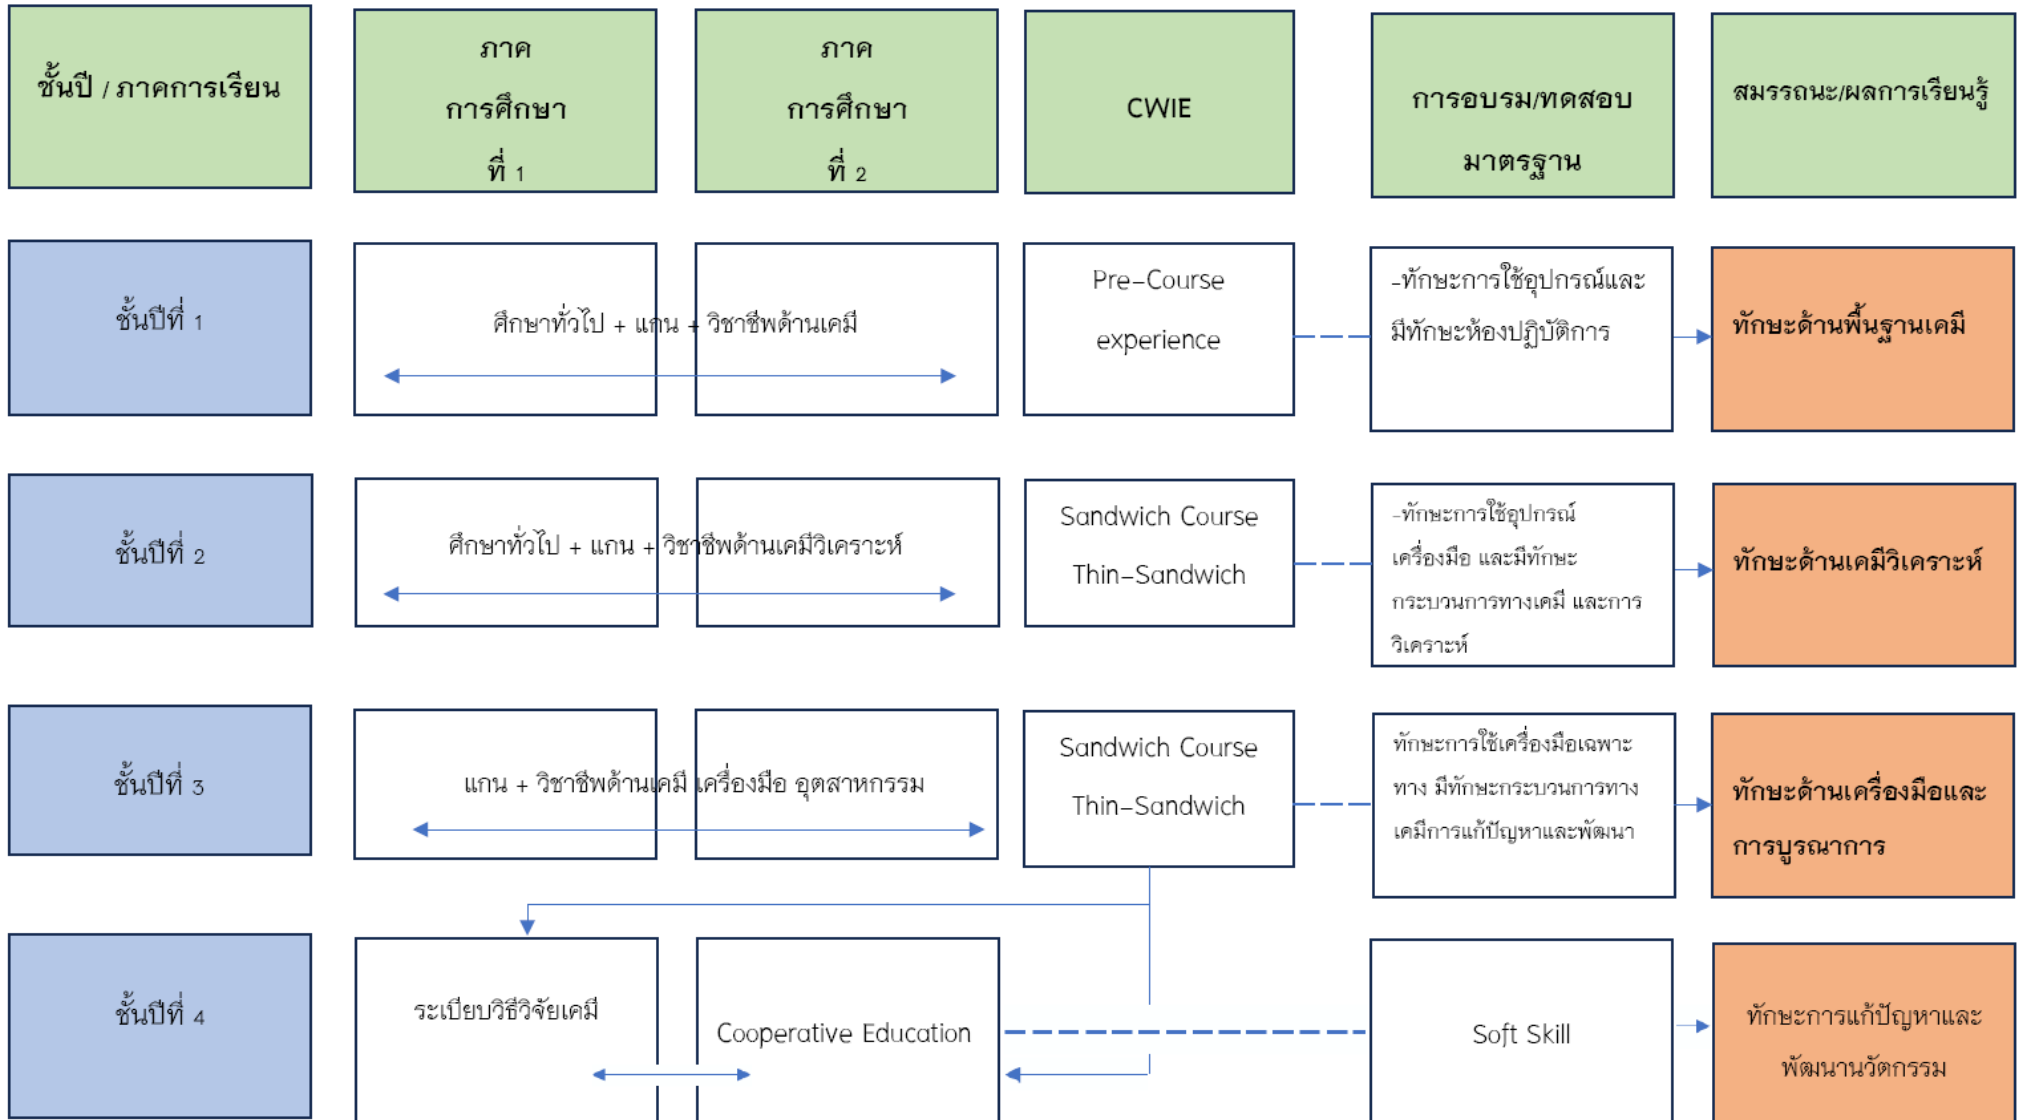 ชั้นปี / ภาคการเรียน
ภาค
การศึกษา
ที่ 1
ภาค
การศึกษา
ที่ 2
CWIE
การอบรม/ทดสอบ
มาตรฐาน
สมรรถนะ/ผลการเรียนรู้
ชั้นปีที่ 1
ศึกษาทั่วไป + แกน + วิชาชีพด้านเคมี
Pre-Course
experience
-ทักษะการใช้อุปกรณ์และ
มีทักษะห้องปฏิบัติการ
ทักษะด้านพื้นฐานเคมี
ชั้นปีที่ 2
ศึกษาทั่วไป + แกน + วิชาชีพด้านเคมีวิเคราะห์
Sandwich Course
Thin-Sandwich
-ทักษะการใช้อุปกรณ์
เครื่องมือ และมีทักษะ
กระบวนการทางเคมี และการ
วิเคราะห์
ทักษะด้านเคมีวิเคราะห์
ชั้นปีที่ 3
แกน + วิชาชีพด้านเคมี เครื่องมือ อุตสาหกรรม
Sandwich Course
Thin-Sandwich
ทักษะการใช้เครื่องมือเฉพาะ
ทาง มีทักษะกระบวนการทาง
เคมีการแก้ปัญหาและพัฒนา
ทักษะด้านเครื่องมือและ
การบูรณาการ
ชั้นปีที่ 4
ระเบียบวิธีวิจัยเคมี
Cooperative Education
Soft Skill
ทักษะการแก้ปัญหาและ
พัฒนานวัตกรรม